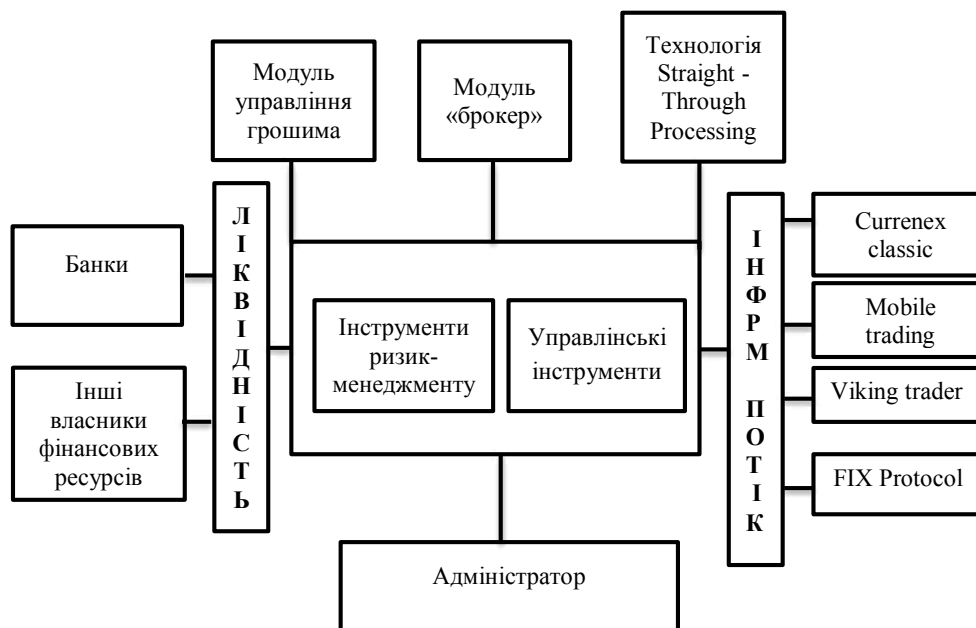 Модуль
управління
грошима
Модуль
«брокер»
Технологія
Straight -
Through
Processing
Банки
Інші
власники
фінансових
ресурсів
Л
І
К
В
І
Д
Н
І
С
Т
Ь
Інструменти
ризик-
менеджменту
Управлінські
інструменти
І
Н
Ф
Р
М
П
О
Т
І
К
Currenex
classic
Mobile
trading
Viking trader
FIX Protocol
Адміністратор